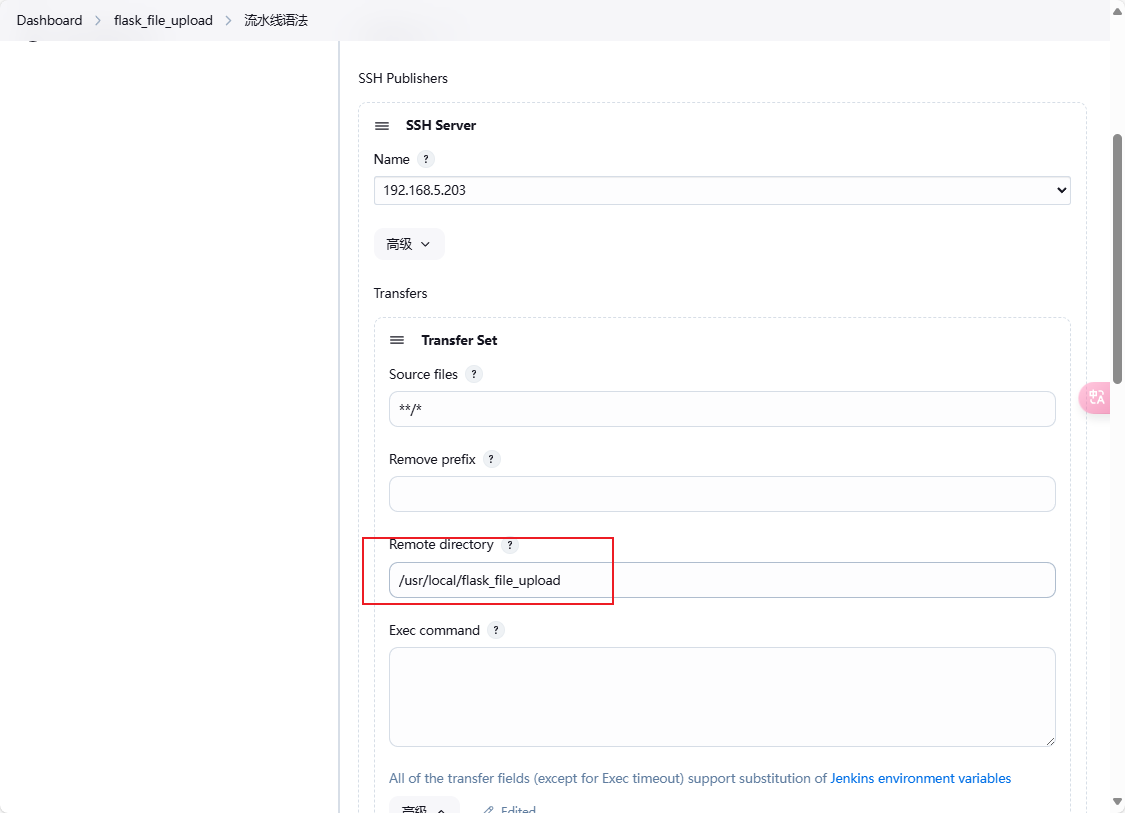 Dashboard > flask_file_upload > 流水线语法
SSH Publishers
SSH Server
Name ?
192.168.5.203
高级
Transfers
Transfer Set
Source files ?
**/*
Remove prefix ?
Remote directory ?
/usr/local/flask_file_upload
Exec command ?
All of the transfer fields (except for Exec timeout) support substitution of Jenkins environment variables
高级 Edited